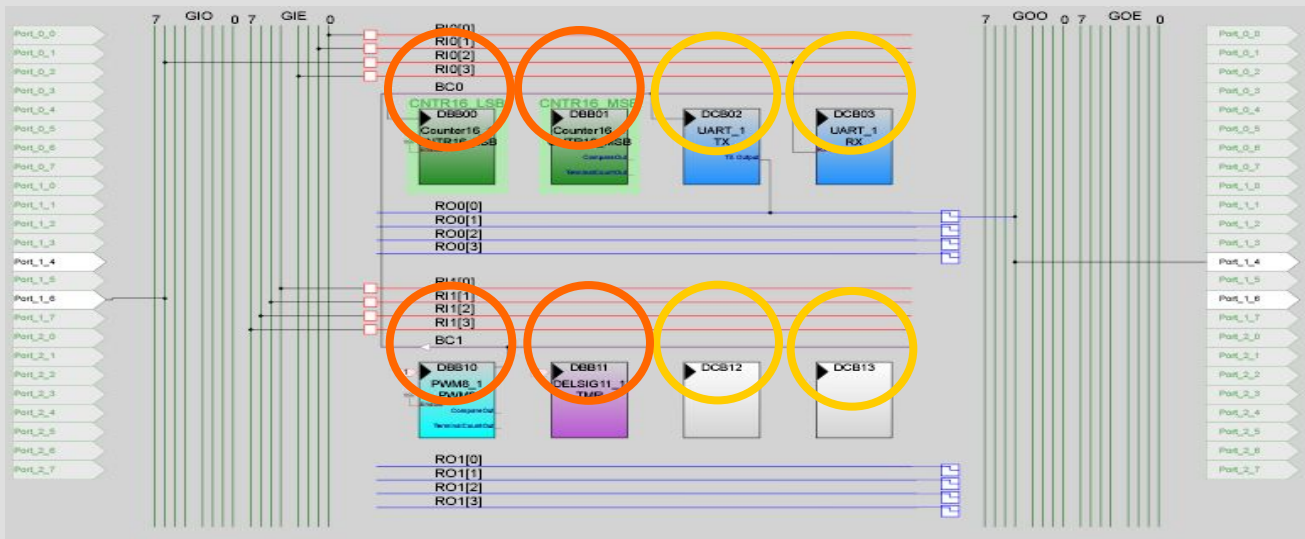 7 GIO 0 7 GIE 0
7 GOO 0 7 GOE 0
Port_0_0
Port_0_1
Port_0_2
Port_0_3
Port_0_4
Port_0_5
Port_0_6
Port_0_7
Port_1_0
Port_1_1
Port_1_2
Port_1_3
Port_1_4
Port_1_5
Port_1_6
Port_1_7
Port_2_0
Port_2_1
Port_2_2
Port_2_3
Port_2_4
Port_2_5
Port_2_6
Port_2_7
RI0[0]
RI0[1]
RI0[2]
RI0[3]
BC0
CNTR16_LSB
DBB00
Counter16
CNTR16_MSB
DBB01
Counter16
CompareOut
TerminalCountOut
DCB02
UART_1
TX
TX Output
DCB03
UART_1
RX
RO0[0]
RO0[1]
RO0[2]
RO0[3]
RI1[0]
RI1[1]
RI1[2]
RI1[3]
BC1
DBB10
PWM8_1
CompareOut
TerminalCountOut
DBB11
DELSIG11_1
TMR
DCB12
DCB13
RO1[0]
RO1[1]
RO1[2]
RO1[3]
Port_0_0
Port_0_1
Port_0_2
Port_0_3
Port_0_4
Port_0_5
Port_0_6
Port_0_7
Port_1_0
Port_1_1
Port_1_2
Port_1_3
Port_1_4
Port_1_5
Port_1_6
Port_1_7
Port_2_0
Port_2_1
Port_2_2
Port_2_3
Port_2_4
Port_2_5
Port_2_6
Port_2_7